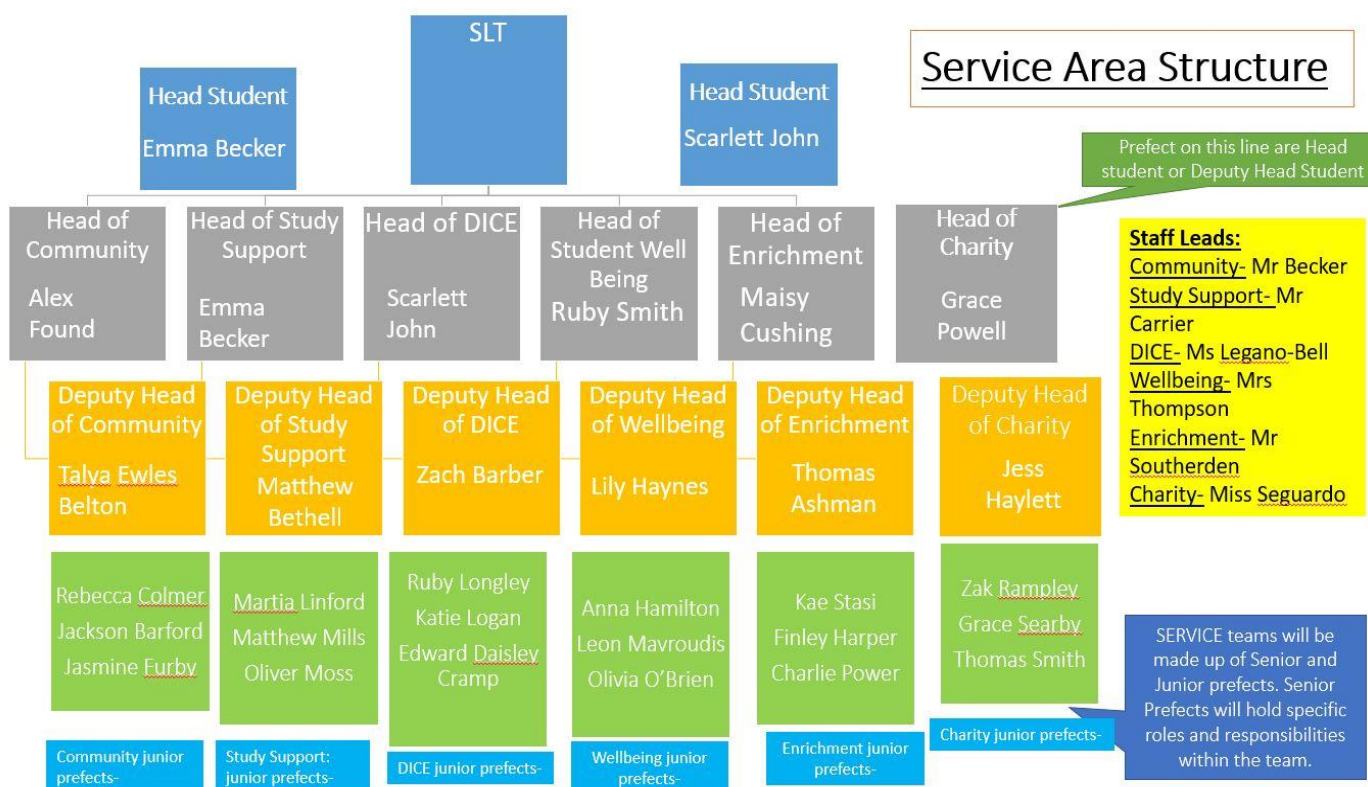 SLT
Service Area Structure
Head Student
Emma Becker
Head Student
Scarlett John
Prefect on this line are Head
student or Deputy Head Student
Head of
Community
Alex
Found
Head of Study
Support
Emma
Becker
Head of DICE
Scarlett
John
Head of
Student Well
Being
Ruby Smith
Head of
Enrichment
Maisy
Cushing
Head of
Charity
Grace
Powell
Staff Leads:
Community- Mr Becker
Study Support- Mr
Carrier
DICE- Ms Legano-Bell
Wellbeing- Mrs
Thompson
Enrichment- Mr
Southerden
Charity- Miss Seguardo
Deputy Head
of Community
Talya Ewles
Belton
Deputy Head
of Study
Support
Matthew
Bethell
Deputy Head
of DICE
Zach Barber
Deputy Head
of Wellbeing
Lily Haynes
Deputy Head
of Enrichment
Thomas
Ashman
Deputy Head
of Charity
Jess
Haylett
Rebecca Colmer
Jackson Barford
Jasmine Eurby
Martia Linford
Matthew Mills
Oliver Moss
Ruby Longley
Katie Logan
Edward Daisley
Cramp
Anna Hamilton
Leon Mavroudis
Olivia O’Brien
Kae Stasi
Finley Harper
Charlie Power
Zak Rampley
Grace Searby
Thomas Smith
SERVICE teams will be
made up of Senior and
Junior prefects. Senior
Prefects will hold specific
roles and responsibilities
within the team.
Community junior
prefects-
Study Support:
junior prefects-
DICE junior prefects-
Wellbeing junior
prefects-
Enrichment junior
prefects-
Charity junior prefects-